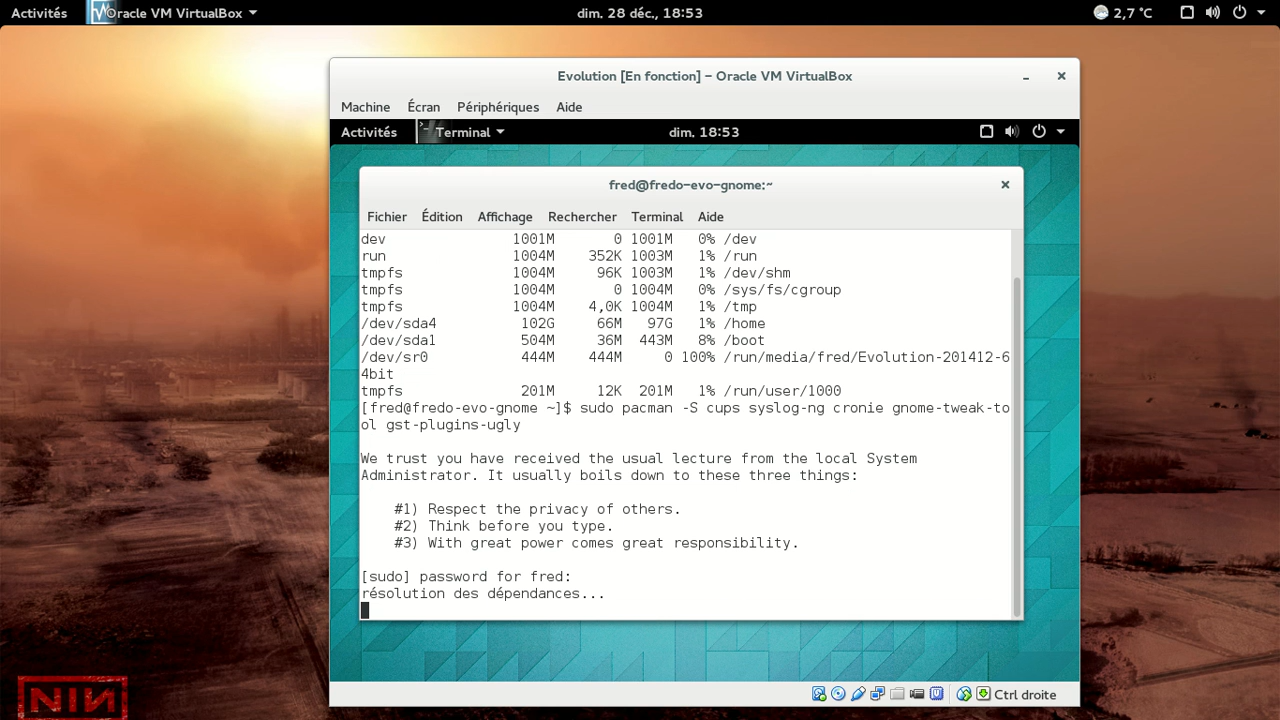 Activités Oracle VM VirtualBox dim. 28 déc., 18:53 2,7 °C
Evolution [En fonction] – Oracle VM VirtualBox
Machine Écran Périphériques Aide
Activités Terminal dim. 18:53
fred@fredo-evo-gnome:~
Fichier Édition Affichage Rechercher Terminal Aide
dev 1001M 0 1001M 0% /dev
run 1004M 352K 1003M 1% /run
tmpfs 1004M 96K 1003M 1% /dev/shm
tmpfs 1004M 0 1004M 0% /sys/fs/cgroup
tmpfs 1004M 4,0K 1004M 1% /tmp
/dev/sda4 102G 66M 97G 1% /home
/dev/sda1 504M 36M 443M 8% /boot
/dev/sr0 444M 444M 0 100% /run/media/fred/Evolution-201412-6
4bit
tmpfs 201M 12K 201M 1% /run/user/1000
[fred@fredo-evo-gnome ~]$ sudo pacman -S cups syslog-ng cronie gnome-tweak-to
ol gst-plugins-ugly
We trust you have received the usual lecture from the local System
Administrator. It usually boils down to these three things:
#1) Respect the privacy of others.
#2) Think before you type.
#3) With great power comes great responsibility.
[sudo] password for fred:
résolution des dépendances...
Ctrl droite
NIИ